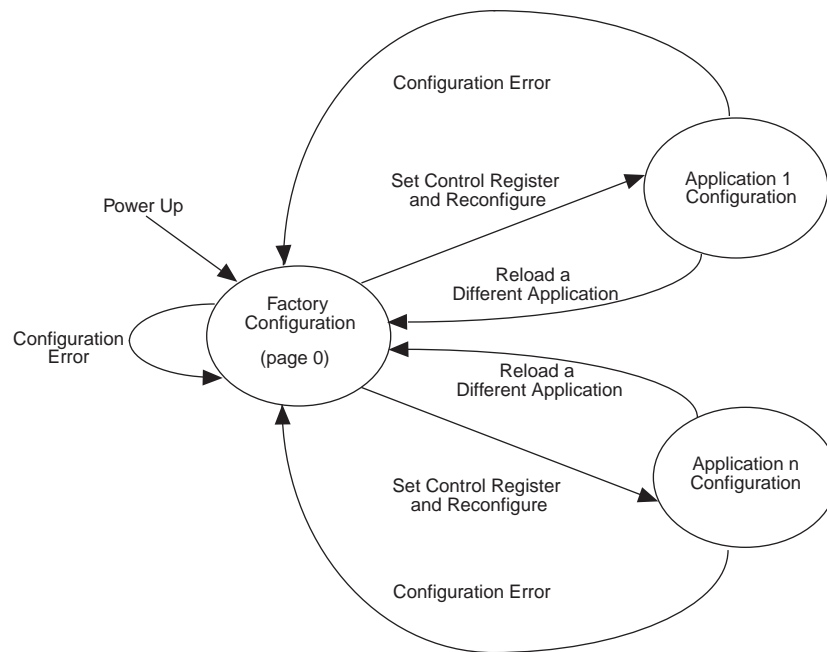 Configuration Error
Set Control Register
and Reconfigure
Application 1
Configuration
Power Up
Reload a
Different Application
Factory
Configuration
(page 0)
Configuration
Error
Reload a
Different Application
Application n
Configuration
Set Control Register
and Reconfigure
Configuration Error